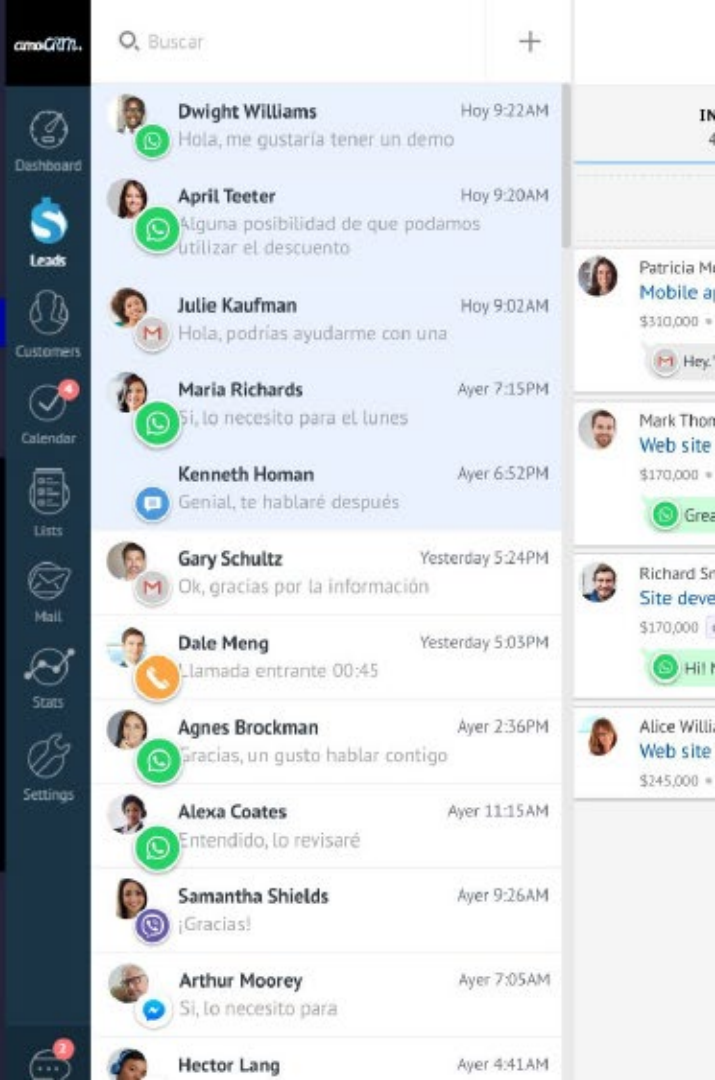 amoCRM.
Buscar
Dashboard
Leads
Customers
4
Calendar
Lists
Mail
Stats
Settings
2
Dwight Williams Hoy 9:22AM
Hola, me gustaría tener un demo
April Teeter Hoy 9:20AM
Alguna posibilidad de que podamos
utilizar el descuento
Julie Kaufman Hoy 9:02AM
Hola, podrías ayudarme con una
Maria Richards Ayer 7:15PM
Si, lo necesito para el lunes
Kenneth Homan Ayer 6:52PM
Genial, te hablaré después
Gary Schultz Yesterday 5:24PM
Ok, gracias por la información
Dale Meng Yesterday 5:03PM
Llamada entrante 00:45
Agnes Brockman Ayer 2:36PM
Gracias, un gusto hablar contigo
Alexa Coates Ayer 11:15AM
Entendido, lo revisaré
Samantha Shields Ayer 9:26AM
¡Gracias!
Arthur Moorey Ayer 7:05AM
Si, lo necesito para
Hector Lang Ayer 4:41AM
IN
4
Patricia M
Mobile a
$310,000
Hey.
Mark Thom
Web site
$170,000
Grea
Richard Sn
Site deve
$170,000
Hi!
Alice Willi
Web site
$245,000